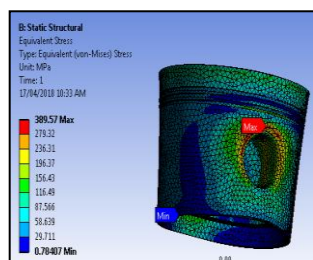 B: Static Structural
Equivalent Stress
Type: Equivalent (von-Mises) Stress
Unit: MPa
Time: 1
17/04/2018 10:33 AM
389.57 Max
279.32
236.31
196.37
156.43
116.49
87.566
58.639
29.711
0.78407 Min
Max
Min
0.00